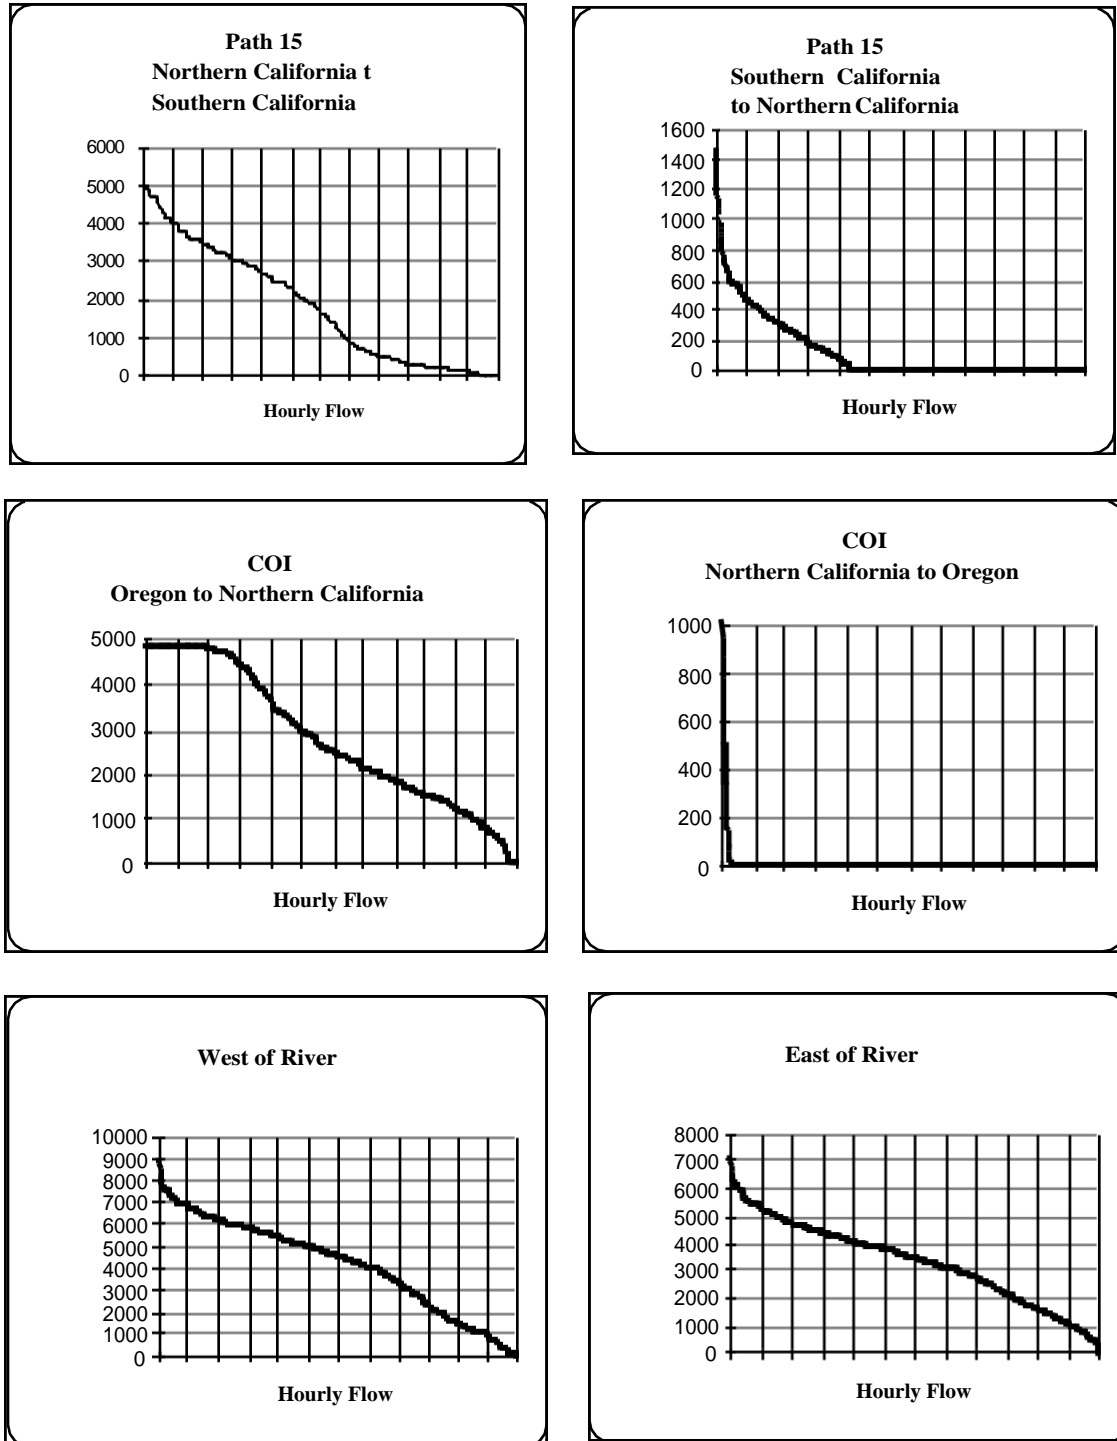 Path 15
Northern California t
Southern California
6000
5000
4000
3000
2000
1000
0
Hourly Flow
Path 15
Southern California
to Northern California
1600
1400
1200
1000
800
600
400
200
0
Hourly Flow
COI
Oregon to Northern California
5000
4000
3000
2000
1000
0
Hourly Flow
COI
Northern California to Oregon
1000
800
600
400
200
0
Hourly Flow
West of River
10000
9000
8000
7000
6000
5000
4000
3000
2000
1000
0
Hourly Flow
East of River
8000
7000
6000
5000
4000
3000
2000
1000
0
Hourly Flow